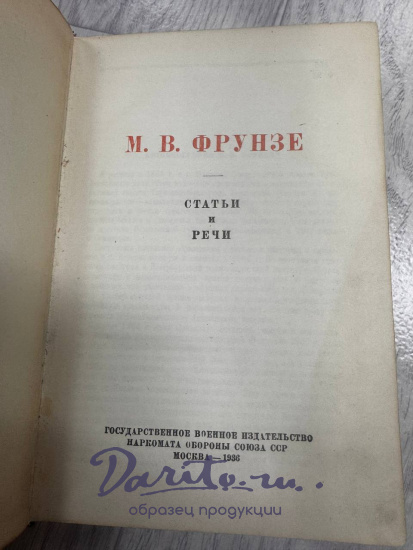 М. В. ФРУНЗЕ
СТАТЬИ
и
РЕЧИ
ГОСУДАРСТВЕННОЕ ВОЕННОЕ ИЗДАТЕЛЬСТВО
НАРКОМАТА ОБОРОНЫ СОЮЗА ССР
МОСКВА—1936
Darito.ru..
образец продукции